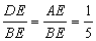 DE/BE = AE/BE = 1/5